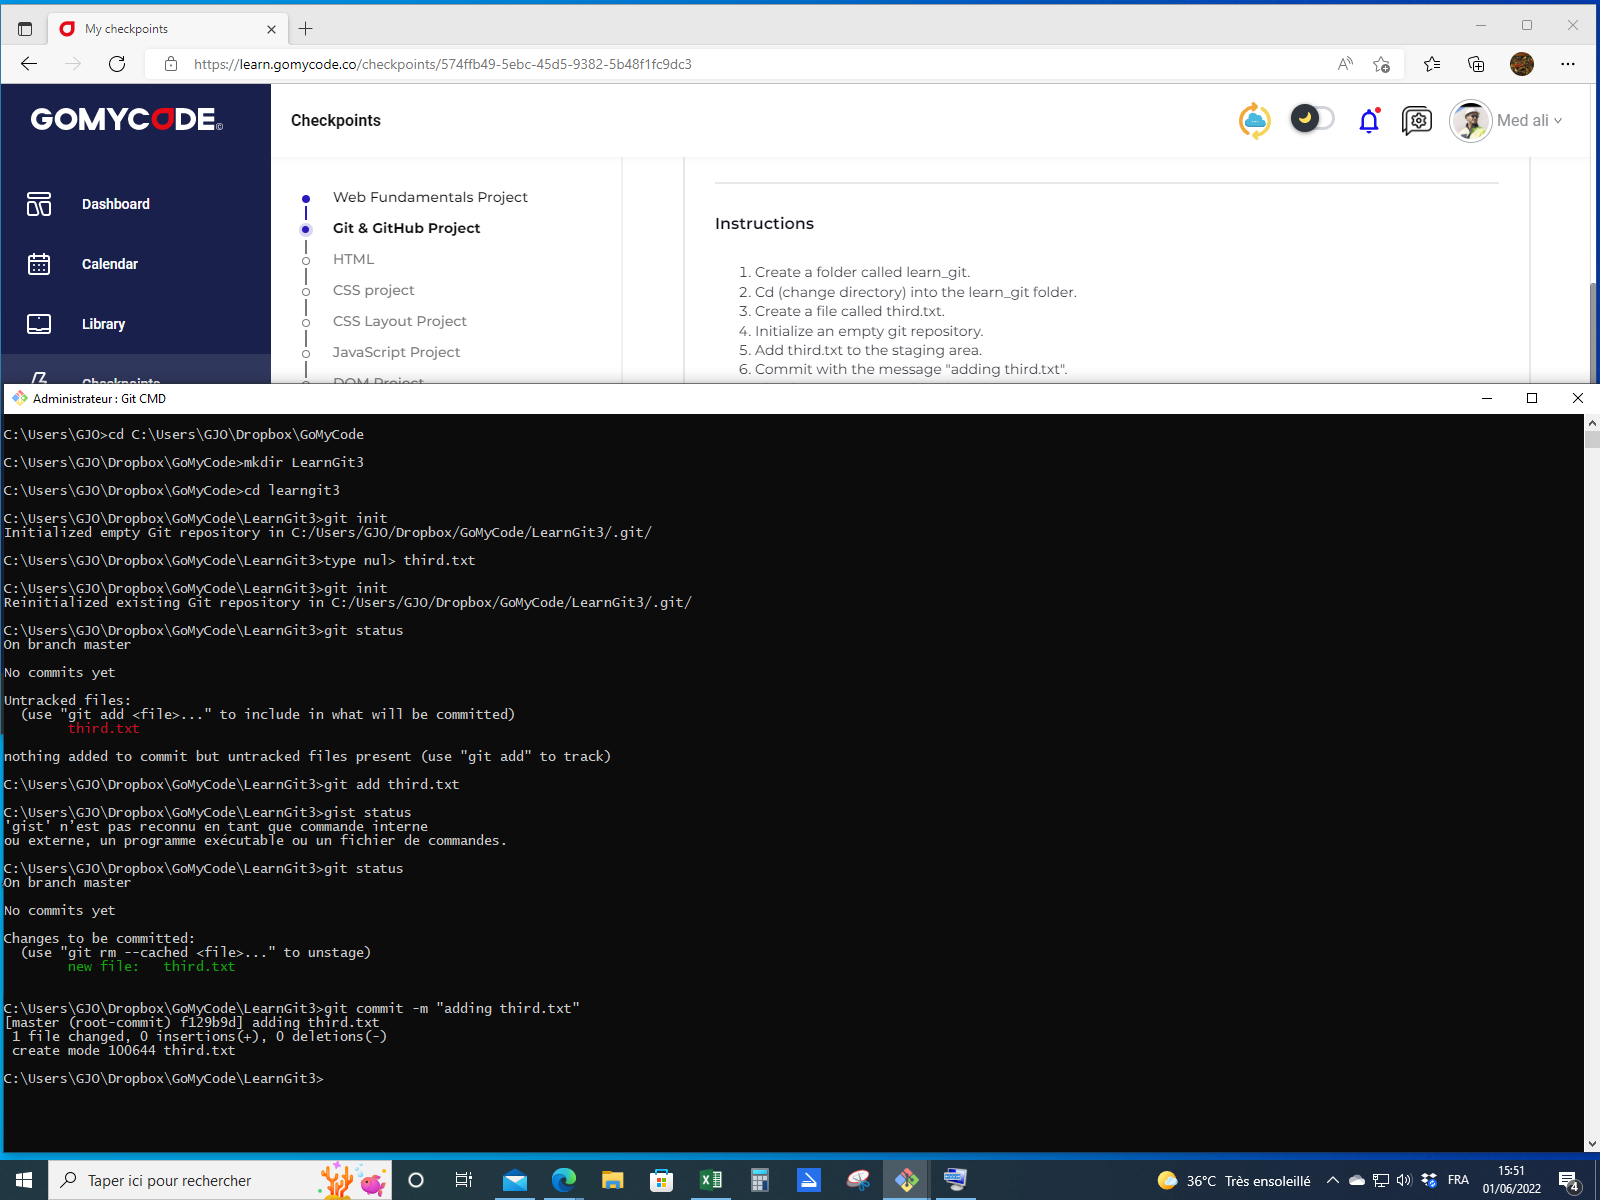 My checkpoints
https://learn.gomycode.co/checkpoints/574ffb49-5ebc-45d5-9382-5b48f1fc9dc3
GOMYCODE
Checkpoints
Med ali
Dashboard
Calendar
Library
Checkpoints
Web Fundamentals Project
Git & GitHub Project
HTML
CSS project
CSS Layout Project
JavaScript Project
DOM Project
Instructions
1. Create a folder called learn_git.
2. Cd (change directory) into the learn_git folder.
3. Create a file called third.txt.
4. Initialize an empty git repository.
5. Add third.txt to the staging area.
6. Commit with the message "adding third.txt".
Administrateur : Git CMD
C:\Users\GJO>cd C:\Users\GJO\Dropbox\GoMyCode
C:\Users\GJO\Dropbox\GoMyCode>mkdir LearnGit3
C:\Users\GJO\Dropbox\GoMyCode>cd learngit3
C:\Users\GJO\Dropbox\GoMyCode\LearnGit3>git init
Initialized empty Git repository in C:/Users/GJO/Dropbox/GoMyCode/LearnGit3/.git/
C:\Users\GJO\Dropbox\GoMyCode\LearnGit3>type nul> third.txt
C:\Users\GJO\Dropbox\GoMyCode\LearnGit3>git init
Reinitialized existing Git repository in C:/Users/GJO/Dropbox/GoMyCode/LearnGit3/.git/
C:\Users\GJO\Dropbox\GoMyCode\LearnGit3>git status
On branch master
No commits yet
Untracked files:
(use "git add <file>..." to include in what will be committed)
third.txt
nothing added to commit but untracked files present (use "git add" to track)
C:\Users\GJO\Dropbox\GoMyCode\LearnGit3>git add third.txt
C:\Users\GJO\Dropbox\GoMyCode\LearnGit3>gist status
'gist' n'est pas reconnu en tant que commande interne
ou externe, un programme exécutable ou un fichier de commandes.
C:\Users\GJO\Dropbox\GoMyCode\LearnGit3>git status
On branch master
No commits yet
Changes to be committed:
(use "git rm --cached <file>..." to unstage)
new file:   third.txt
C:\Users\GJO\Dropbox\GoMyCode\LearnGit3>git commit -m "adding third.txt"
[master (root-commit) f129b9d] adding third.txt
1 file changed, 0 insertions(+), 0 deletions(-)
create mode 100644 third.txt
C:\Users\GJO\Dropbox\GoMyCode\LearnGit3>
Taper ici pour rechercher
36°C Très ensoleillé
FRA
15:51
01/06/2022
4